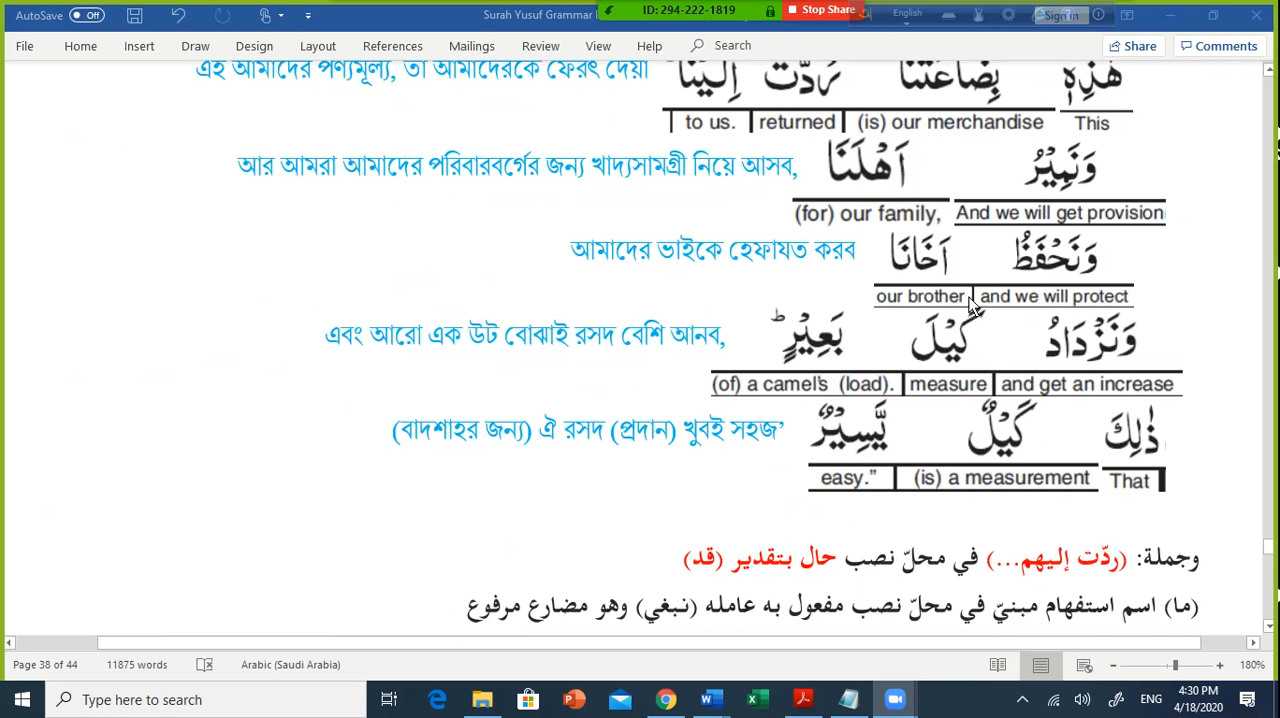 AutoSave Off Surah Yusuf Grammar ID: 294-222-1819 Stop Share English Sign in
File Home Insert Draw Design Layout References Mailings Review View Help Search Share Comments
এই আমাদের পণ্যমূল্য, তা আমাদেরকে ফেরৎ দেয়া هٰذِهٖ بِضَاعَتُنَا رُدَّتْ اِلَيْنَا
This (is) our merchandise returned to us.
আর আমরা আমাদের পরিবারবর্গের জন্য খাদ্যসামগ্রী নিয়ে আসব, وَنَمِيْرُ اَهْلَنَا
And we will get provision (for) our family,
আমাদের ভাইকে হেফাযত করব وَنَحْفَظُ اَخَانَا
and we will protect our brother
এবং আরো এক উট বোঝাই রসদ বেশি আনব, وَنَزْدَادُ كَيْلَ بَعِيْرٍ ؕ
and get an increase measure (of) a camel's (load).
(বাদশাহর জন্য) ঐ রসদ (প্রদান) খুবই সহজ’ ذٰلِكَ كَيْلٌ يَّسِيْرٌ
That (is) a measurement easy.”
وجملة: (ردّت إليهم...) في محلّ نصب حال بتقدير (قد)
(ما) اسم استفهام مبنيّ في محلّ نصب مفعول به عامله (نبغي) وهو مضارع مرفوع
Page 38 of 44 11875 words Arabic (Saudi Arabia) 180%
Type here to search ENG 4:30 PM
4/18/2020